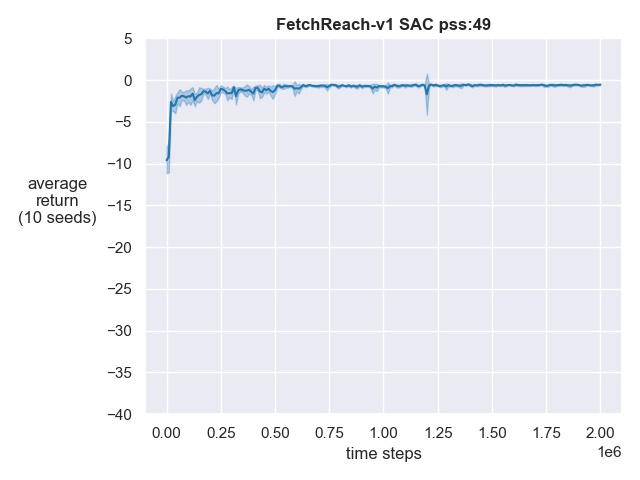 FetchReach-v1 SAC pss:49
5
0
−5
−10
−15
−20
−25
−30
−35
−40
average
return
(10 seeds)
0.00 0.25 0.50 0.75 1.00 1.25 1.50 1.75 2.00
time steps
1e6